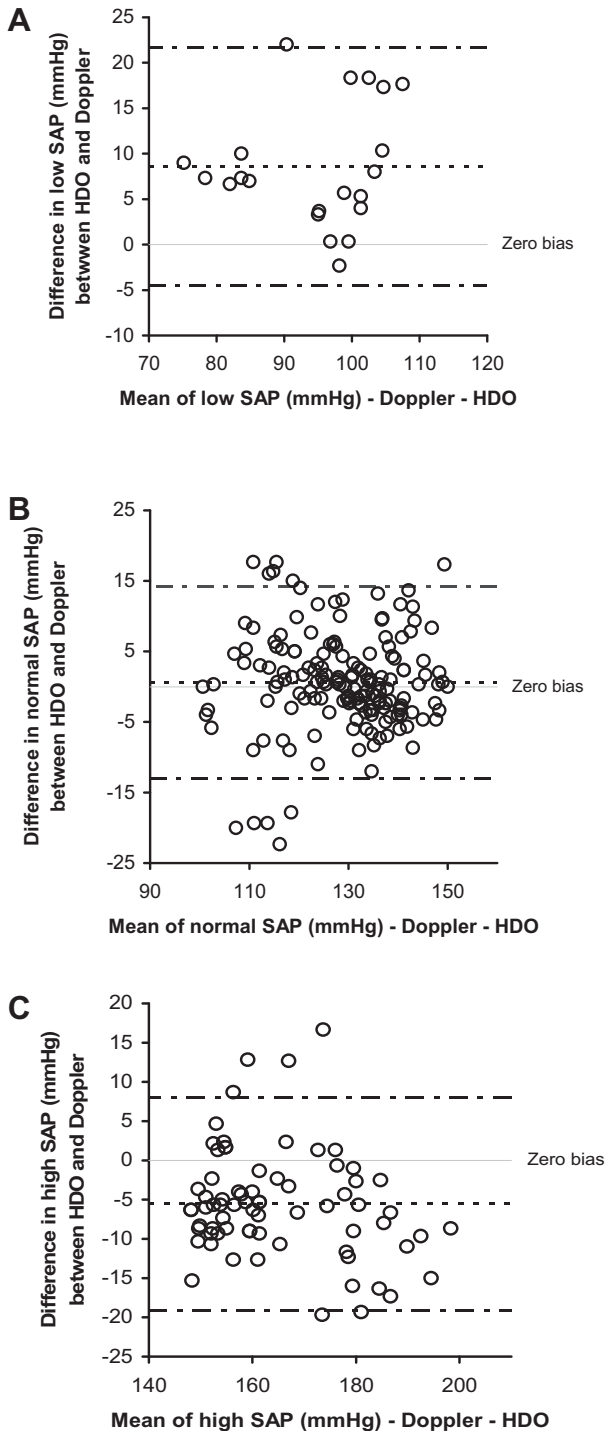 A
Difference in low SAP (mmHg)
betwwen HDO and Doppler
25
20
15
10
5
0
-5
-10
Zero bias
70 80 90 100 110 120
Mean of low SAP (mmHg) - Doppler - HDO
B
Difference in normal SAP (mmHg)
between HDO and Doppler
25
15
5
-5
-15
-25
Zero bias
90 110 130 150
Mean of normal SAP (mmHg) - Doppler - HDO
C
Difference in high SAP (mmHg)
between HDO and Doppler
20
15
10
5
0
-5
-10
-15
-20
-25
Zero bias
140 160 180 200
Mean of high SAP (mmHg) - Doppler - HDO